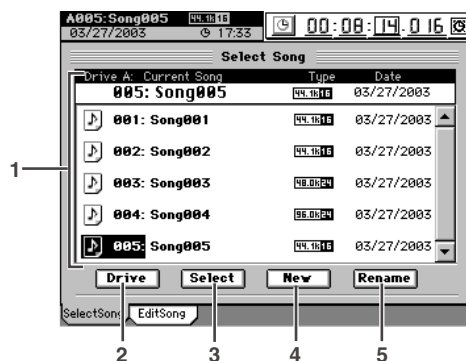 A005:Song005 44.1k16
03/27/2003 17:33 00:08:14.016
Select Song
Drive A: Current Song Type Date
005: Song005 44.1k16 03/27/2003
001: Song001 44.1k16 03/27/2003
002: Song002 44.1k16 03/27/2003
003: Song003 48.0k24 03/27/2003
004: Song004 96.0k24 03/27/2003
005: Song005 44.1k16 03/27/2003
1
Drive Select New Rename
SelectSong EditSong
2 3 4 5